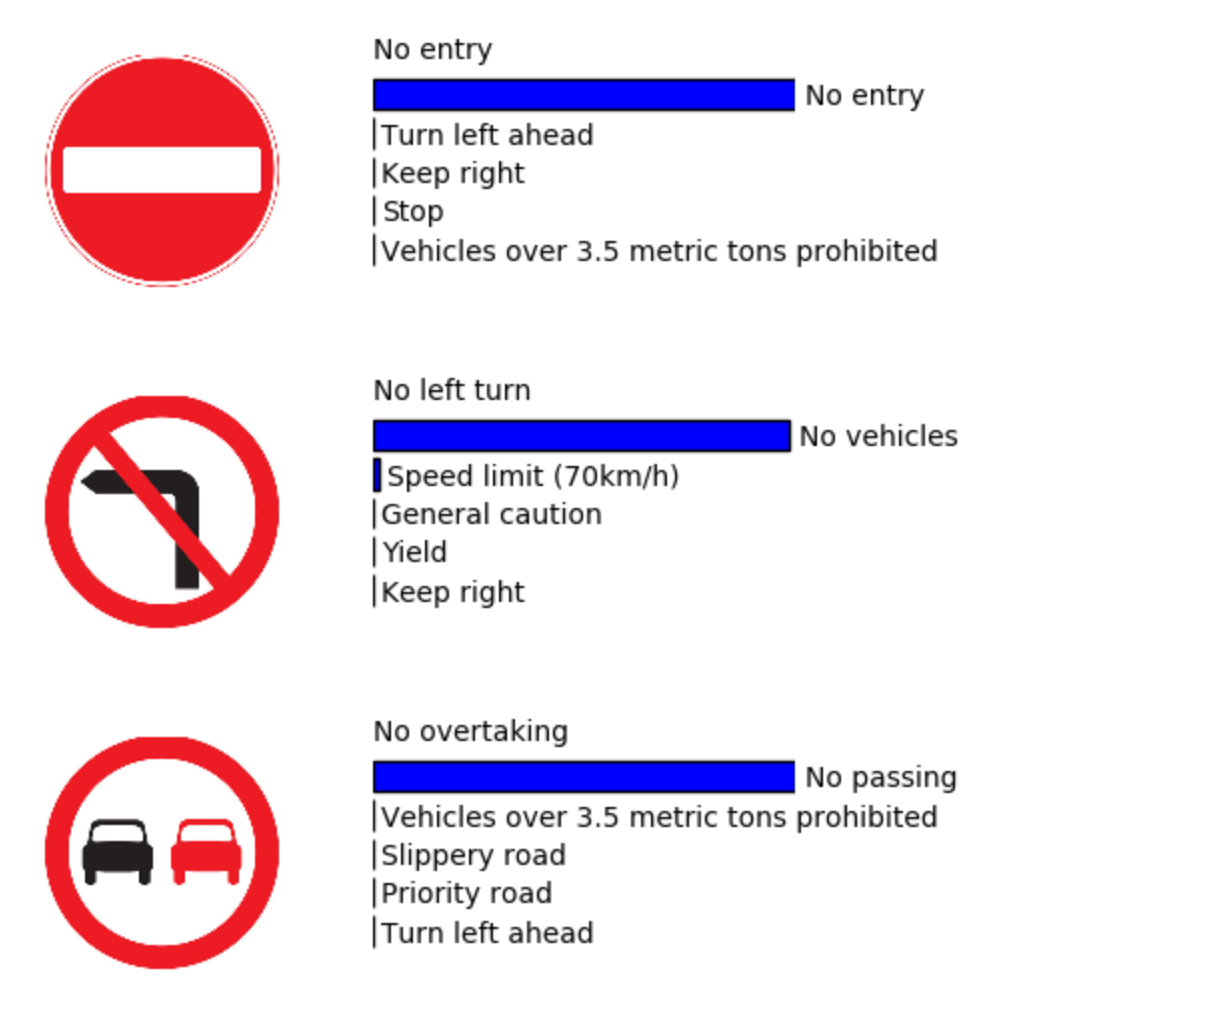 No entry
No entry
Turn left ahead
Keep right
Stop
Vehicles over 3.5 metric tons prohibited
No left turn
No vehicles
Speed limit (70km/h)
General caution
Yield
Keep right
No overtaking
No passing
Vehicles over 3.5 metric tons prohibited
Slippery road
Priority road
Turn left ahead